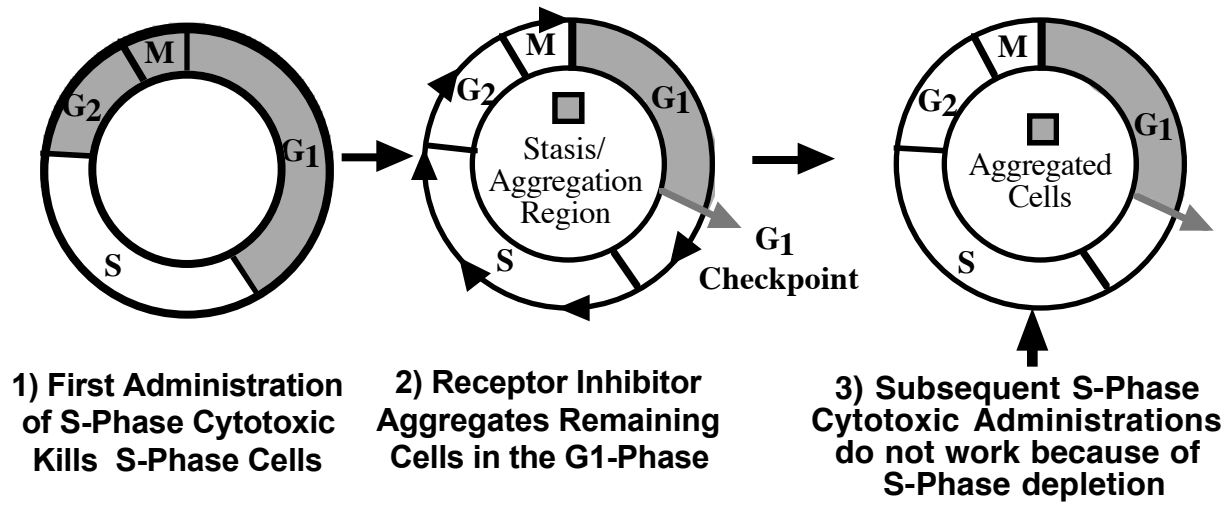 M
G2
G1
S
M
G2
G1
Stasis/
Aggregation
Region
S
G1
Checkpoint
M
G2
G1
Aggregated
Cells
S
1) First Administration
of S-Phase Cytotoxic
Kills S-Phase Cells
2) Receptor Inhibitor
Aggregates Remaining
Cells in the G1-Phase
3) Subsequent S-Phase
Cytotoxic Administrations
do not work because of
S-Phase depletion